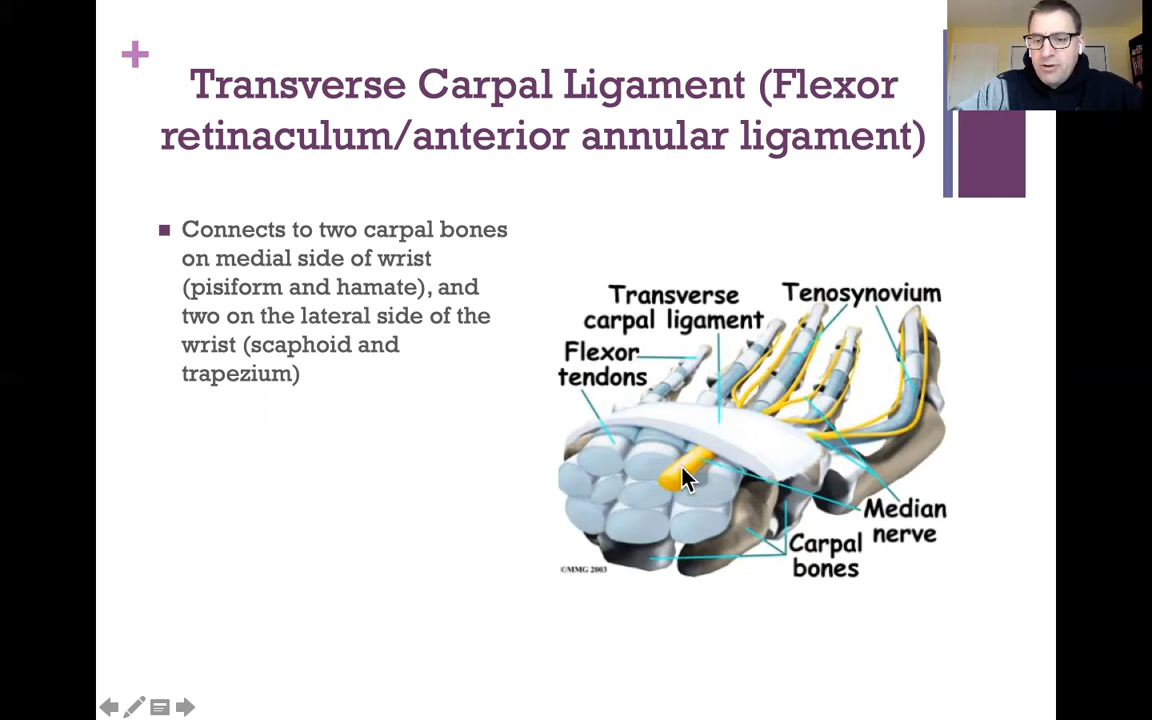 Transverse Carpal Ligament (Flexor
retinaculum/anterior annular ligament)
Connects to two carpal bones
on medial side of wrist
(pisiform and hamate), and
two on the lateral side of the
wrist (scaphoid and
trapezium)
Transverse
carpal ligament
Tenosynovium
Flexor
tendons
Median
nerve
Carpal
bones
©MMG 2003